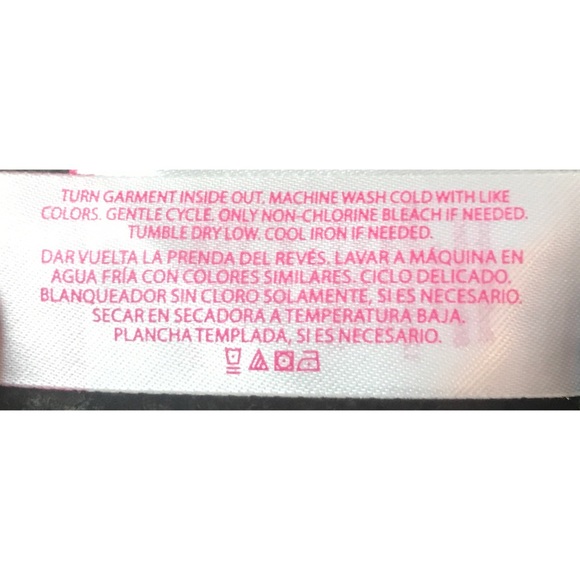 TURN GARMENT INSIDE OUT. MACHINE WASH COLD WITH LIKE
COLORS. GENTLE CYCLE. ONLY NON-CHLORINE BLEACH IF NEEDED.
TUMBLE DRY LOW. COOL IRON IF NEEDED.
DAR VUELTA LA PRENDA DEL REVÉS. LAVAR A MÁQUINA EN
AGUA FRÍA CON COLORES SIMILARES. CICLO DELICADO.
BLANQUEADOR SIN CLORO SOLAMENTE, SI ES NECESARIO.
SECAR EN SECADORA A TEMPERATURA BAJA.
PLANCHA TEMPLADA, SI ES NECESARIO.